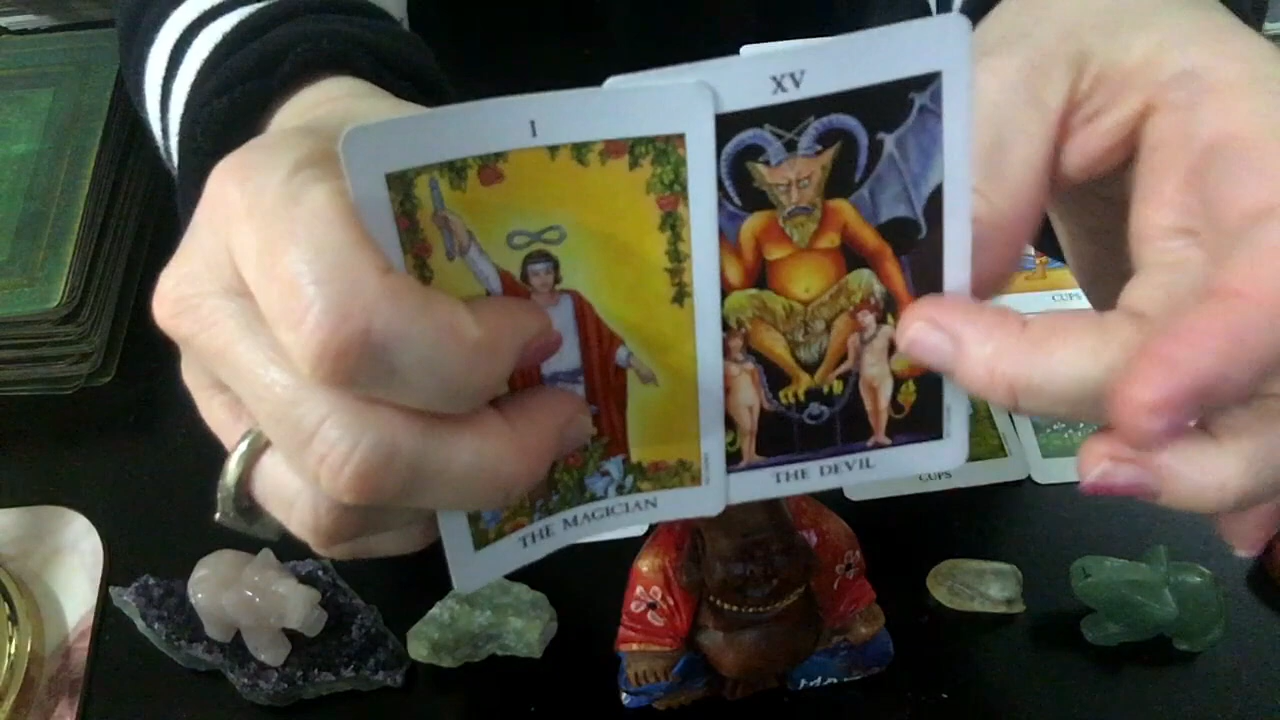 I
XV
THE MAGICIAN
THE DEVIL
CUPS
CUPS